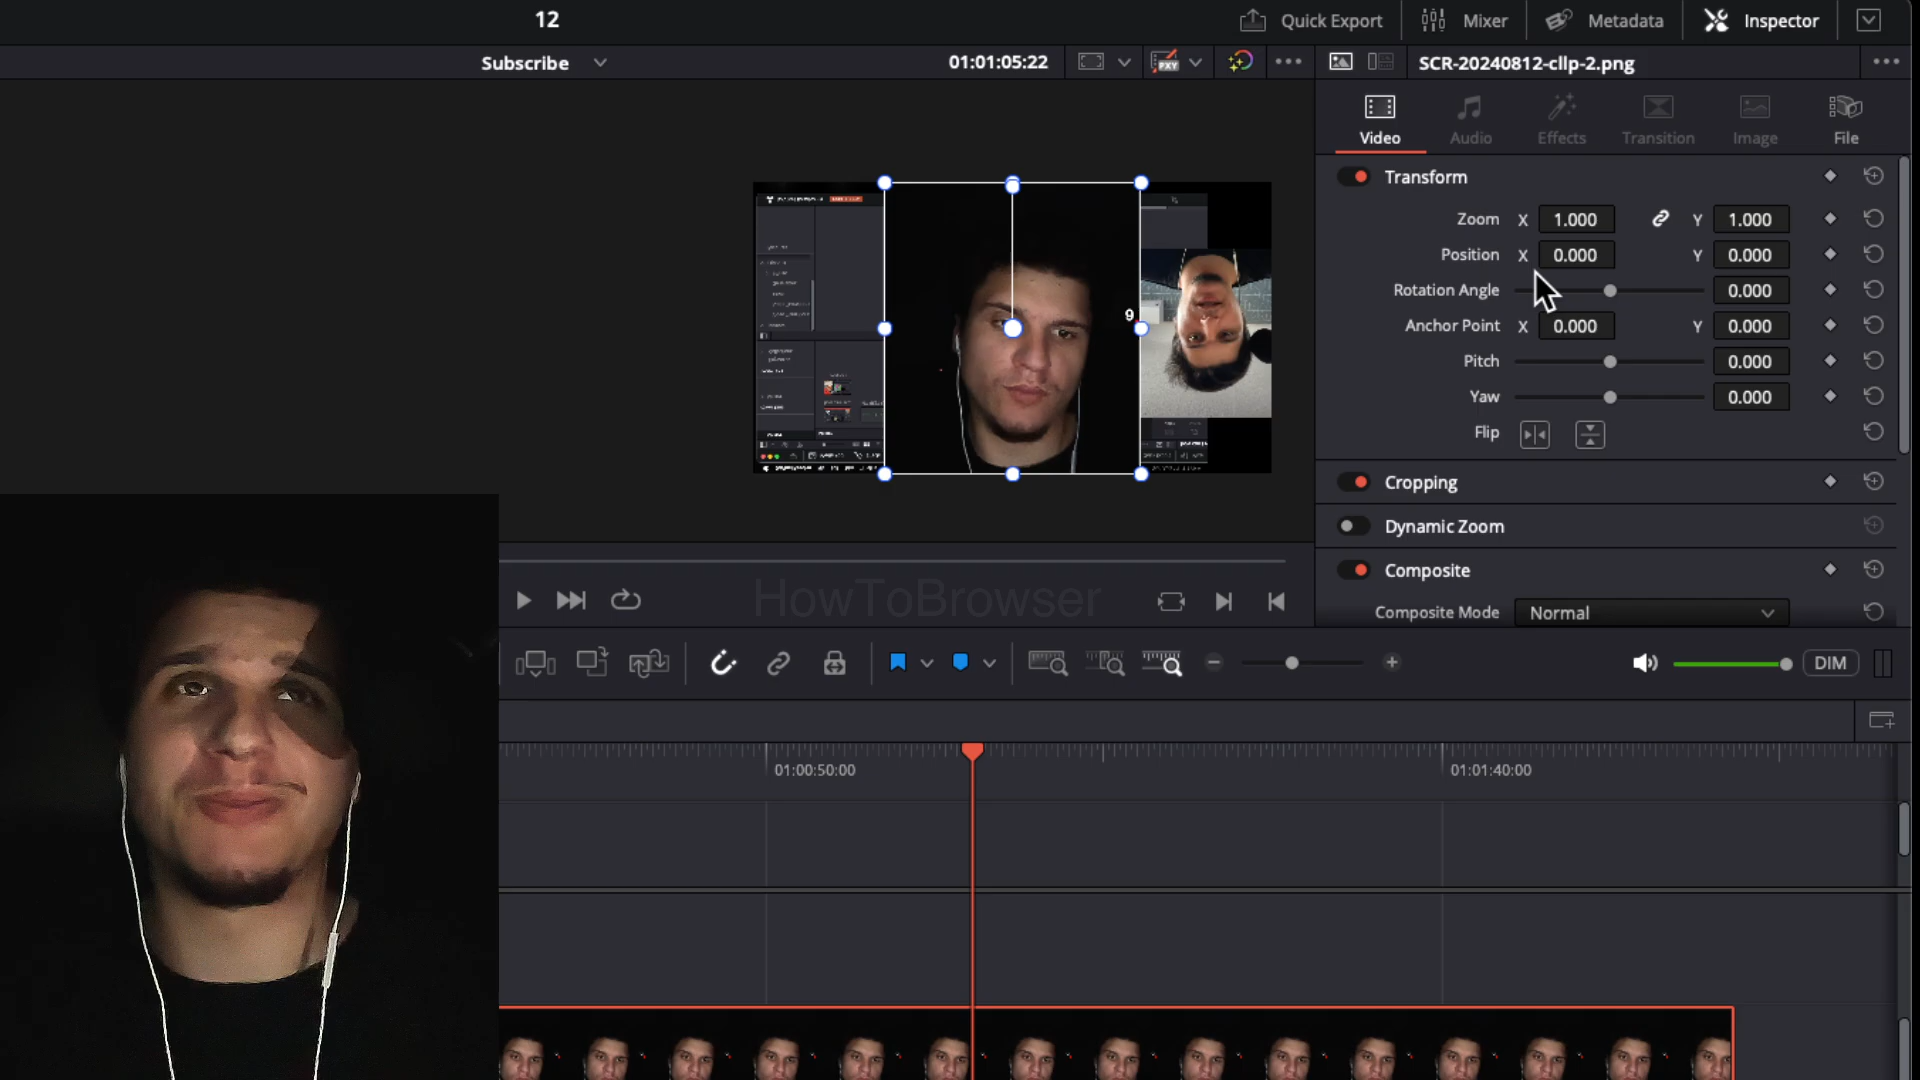 12
Quick Export
Mixer
Metadata
Inspector
Subscribe
01:01:05:22
PXY
SCR-20240812-cllp-2.png
Video
Audio
Effects
Transition
Image
File
Transform
Zoom X 1.000 Y 1.000
Position X 0.000 Y 0.000
Rotation Angle 0.000
Anchor Point X 0.000 Y 0.000
Pitch 0.000
Yaw 0.000
Flip
9
Cropping
Dynamic Zoom
Composite
Composite Mode Normal
HowToBrowser
DIM
01:00:50:00
01:01:40:00